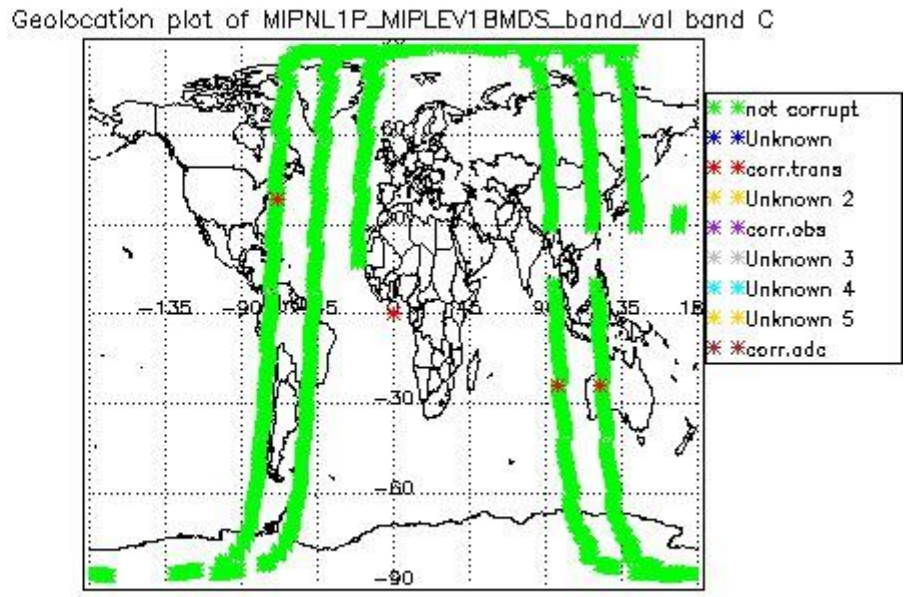 Geolocation plot of MIPNL1P_MIPLEV1BMDS_band_val band C
not corrupt
Unknown
corr.trans
Unknown 2
corr.obs
Unknown 3
Unknown 4
Unknown 5
corr.adc
60
-135
-30
-60
-90